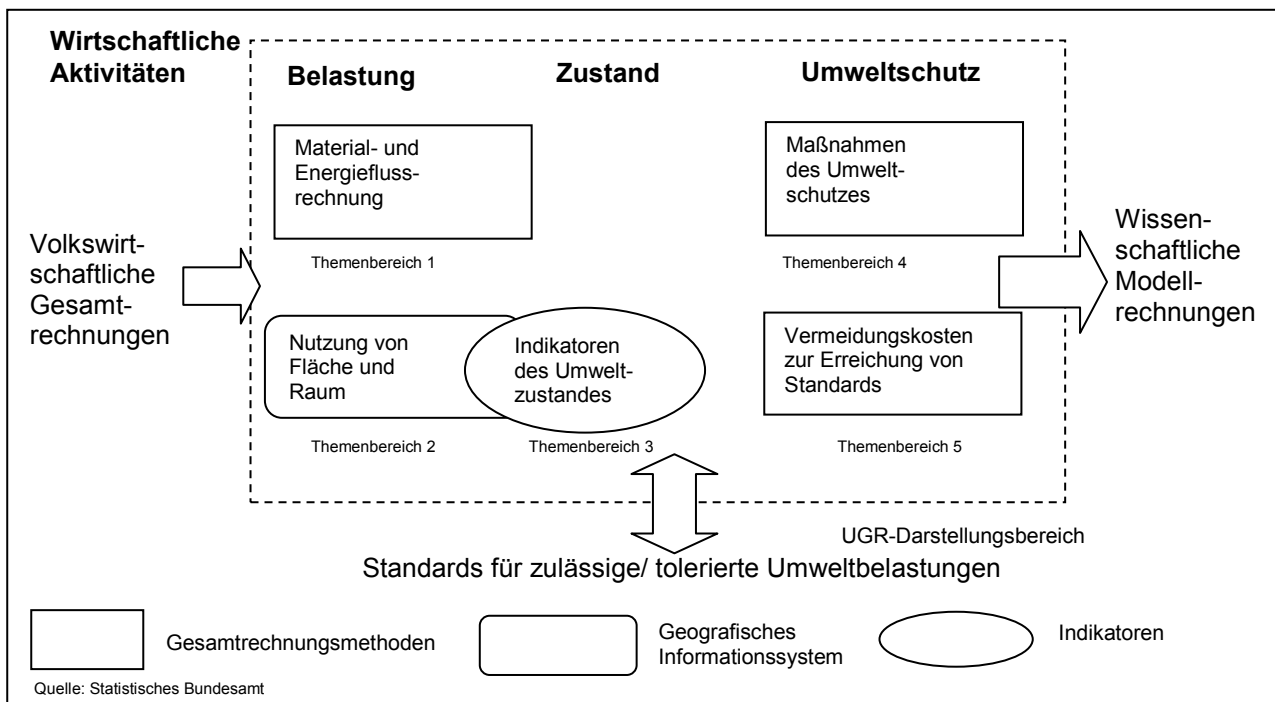 Wirtschaftliche
Aktivitäten
Belastung
Zustand
Umweltschutz
Material- und
Energiefluss-
rechnung
Themenbereich 1
Maßnahmen
des Umwelt-
schutzes
Themenbereich 4
Volkswirt-
schaftliche
Gesamt-
rechnungen
Wissen-
schaftliche
Modell-
rechnungen
Nutzung von
Fläche und
Raum
Themenbereich 2
Indikatoren
des Umwelt-
zustandes
Themenbereich 3
Vermeidungskosten
zur Erreichung von
Standards
Themenbereich 5
UGR-Darstellungsbereich
Standards für zulässige/ tolerierte Umweltbelastungen
Gesamtrechnungsmethoden
Geografisches
Informationssystem
Indikatoren
Quelle: Statistisches Bundesamt